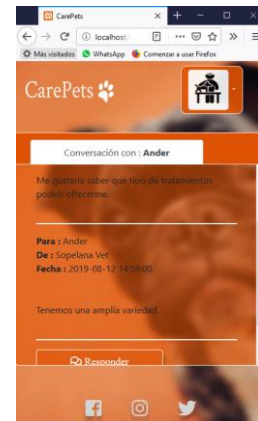 CarePets
localhost
Más visitados WhatsApp Comenzar a usar Firefox
CarePets
Conversación con : Ander
Me gustaria saber que tipo de tratamientos
podeis ofrecerme.
Para : Ander
De : Sopelana Vet
Fecha : 2019-08-12 14:59:00
Tenemos una amplia variedad.
Responder